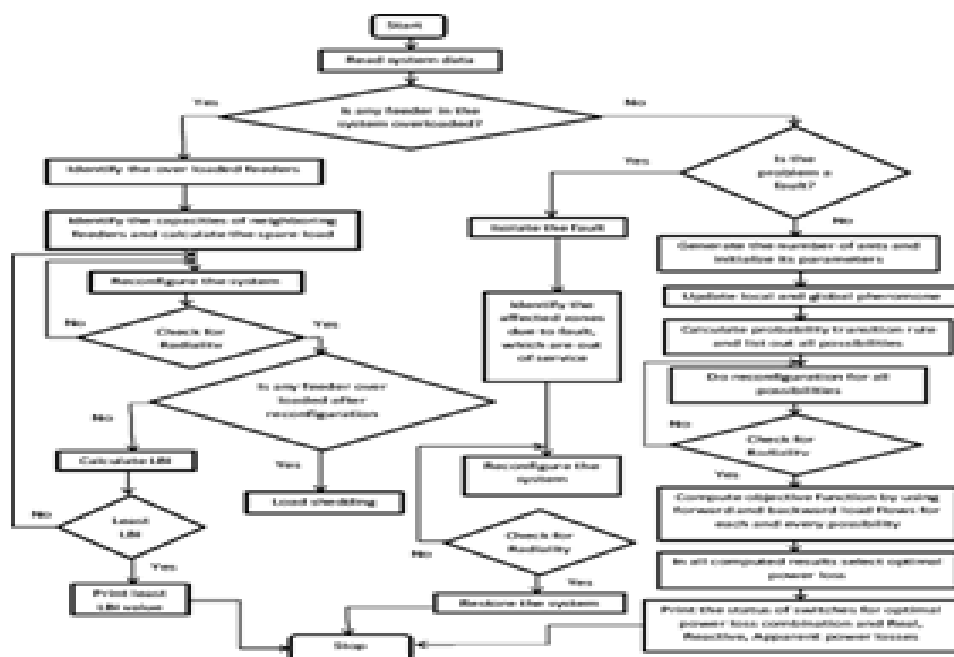 Start
Read system data
Yes
No
Is any feeder in the
system overloaded?
Identify the over loaded feeders
Identify the capacities of neighboring
feeders and calculate the spare load
Reconfigure the system
No
Check for
Radiality
Yes
Is any feeder over
loaded after
reconfiguration
No
Calculate LBI
Yes
Load shedding
No
Least
LBI
Yes
Print least
LBI value
Yes
Is the
problem a
fault?
No
Isolate the fault
Identify the
affected zones
due to fault,
which are out
of service
Reconfigure the
system
No
Check for
Radiality
Yes
Restore the system
Generate the number of ants and
initialize its parameters
Update local and global pheromone
Calculate probability transition rule
and list out all possibilities
Do reconfiguration for all
possibilities
No
Check for
Radiality
Yes
Compute objective function by using
forward and backward load flows for
each and every possibility
In all computed results select optimal
power loss
Print the status of switches for optimal
power loss combination and Real,
Reactive, Apparent power losses
Stop